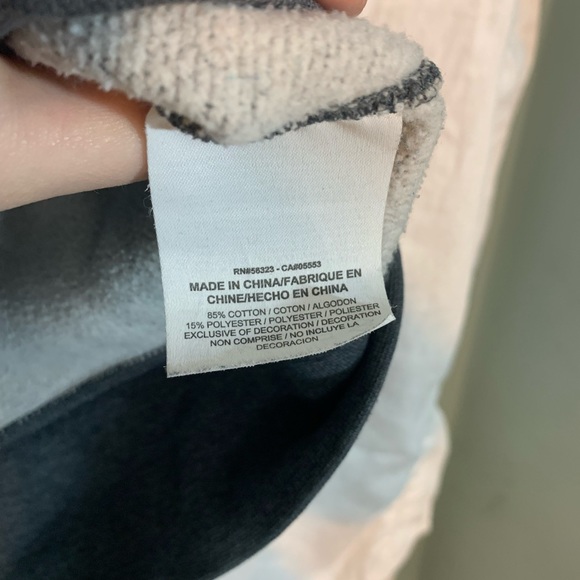 RN#56323 - CA#05553
MADE IN CHINA/FABRIQUE EN
CHINE/HECHO EN CHINA
85% COTTON / COTON / ALGODON
15% POLYESTER / POLYESTER / POLIESTER
EXCLUSIVE OF DECORATION / DECORATION
NON COMPRISE / NO INCLUYE LA
DECORACION